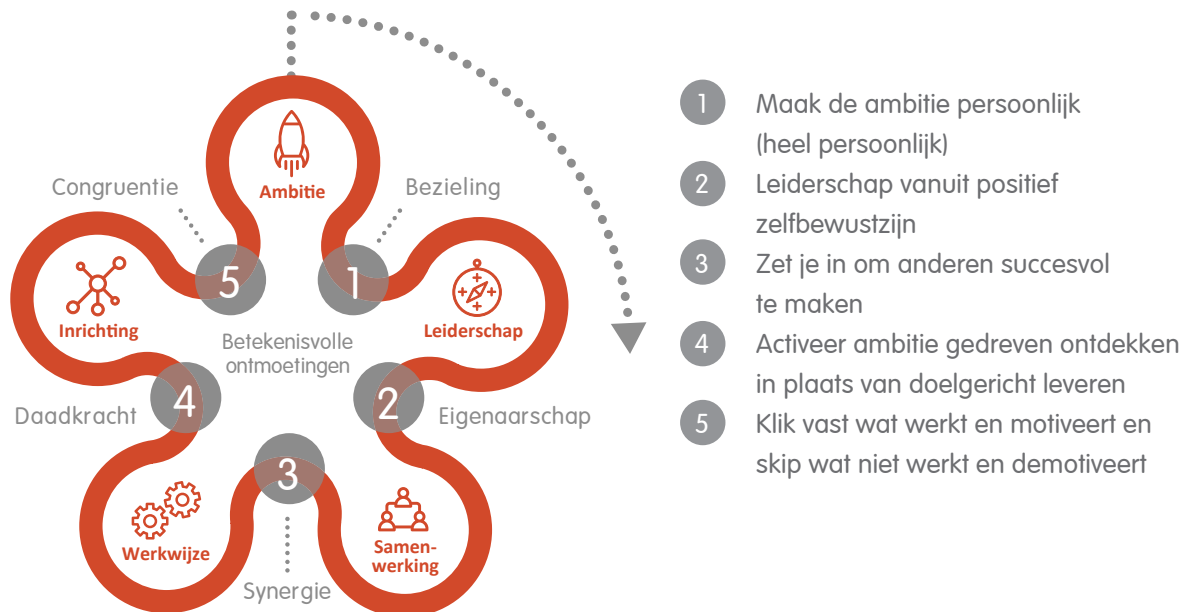 Ambitie
Congruentie
Bezieling
5
1
Inrichting
Leiderschap
Betekenisvolle
ontmoetingen
4
2
Daadkracht
Eigenaarschap
3
Werkwijze
Samen-
werking
Synergie
1
Maak de ambitie persoonlijk
(heel persoonlijk)
2
Leiderschap vanuit positief
zelfbewustzijn
3
Zet je in om anderen succesvol
te maken
4
Activeer ambitie gedreven ontdekken
in plaats van doelgericht leveren
5
Klik vast wat werkt en motiveert en
skip wat niet werkt en demotiveert